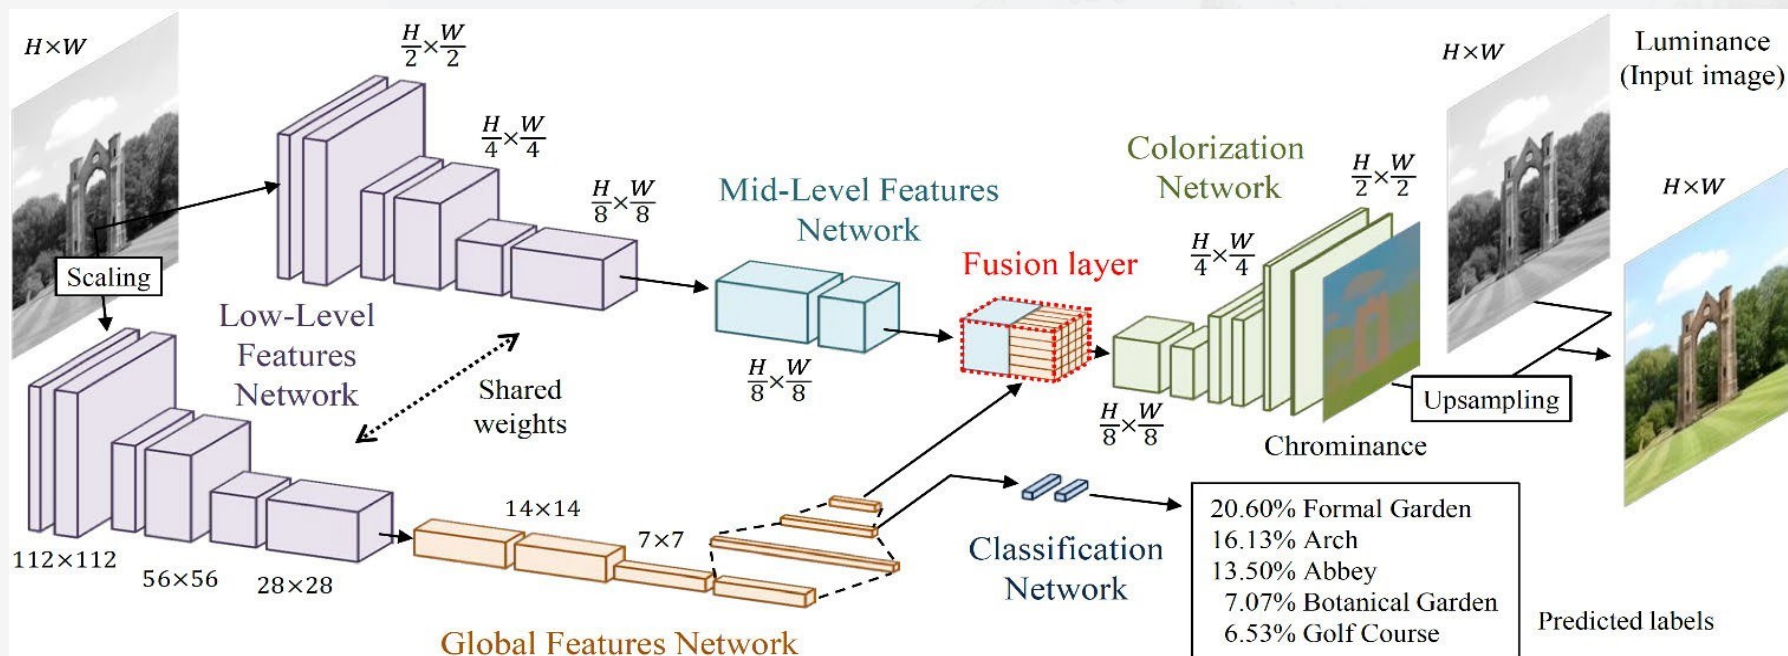 H×W
H/2 × W/2
H/4 × W/4
H/8 × W/8
Scaling
Low-Level
Features
Network
Shared
weights
112×112
56×56
28×28
14×14
7×7
Global Features Network
Mid-Level Features
Network
H/8 × W/8
Fusion layer
Colorization
Network
H/8 × W/8
H/4 × W/4
H/2 × W/2
Chrominance
Classification
Network
20.60% Formal Garden
16.13% Arch
13.50% Abbey
7.07% Botanical Garden
6.53% Golf Course
Predicted labels
H×W
Luminance
(Input image)
H×W
Upsampling